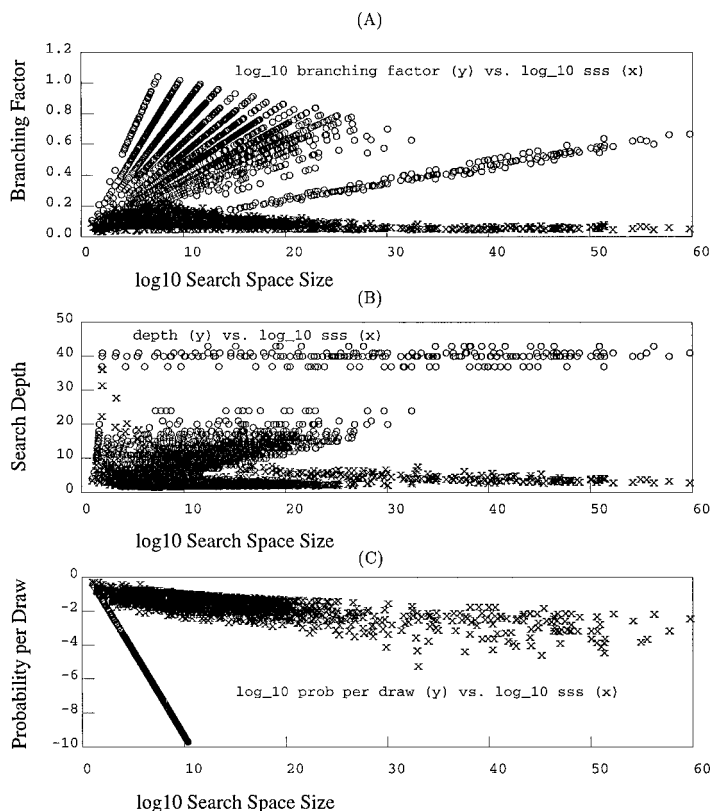 (A)
1.2
1.0
0.8
0.6
0.4
0.2
0.0
Branching Factor
log_10 branching factor (y) vs. log_10 sss (x)
0 10 20 30 40 50 60
log10 Search Space Size
(B)
50
40
30
20
10
0
Search Depth
depth (y) vs. log_10 sss (x)
0 10 20 30 40 50 60
log10 Search Space Size
(C)
0
-2
-4
-6
-8
-10
Probability per Draw
log_10 prob per draw (y) vs. log_10 sss (x)
0 10 20 30 40 50 60
log10 Search Space Size